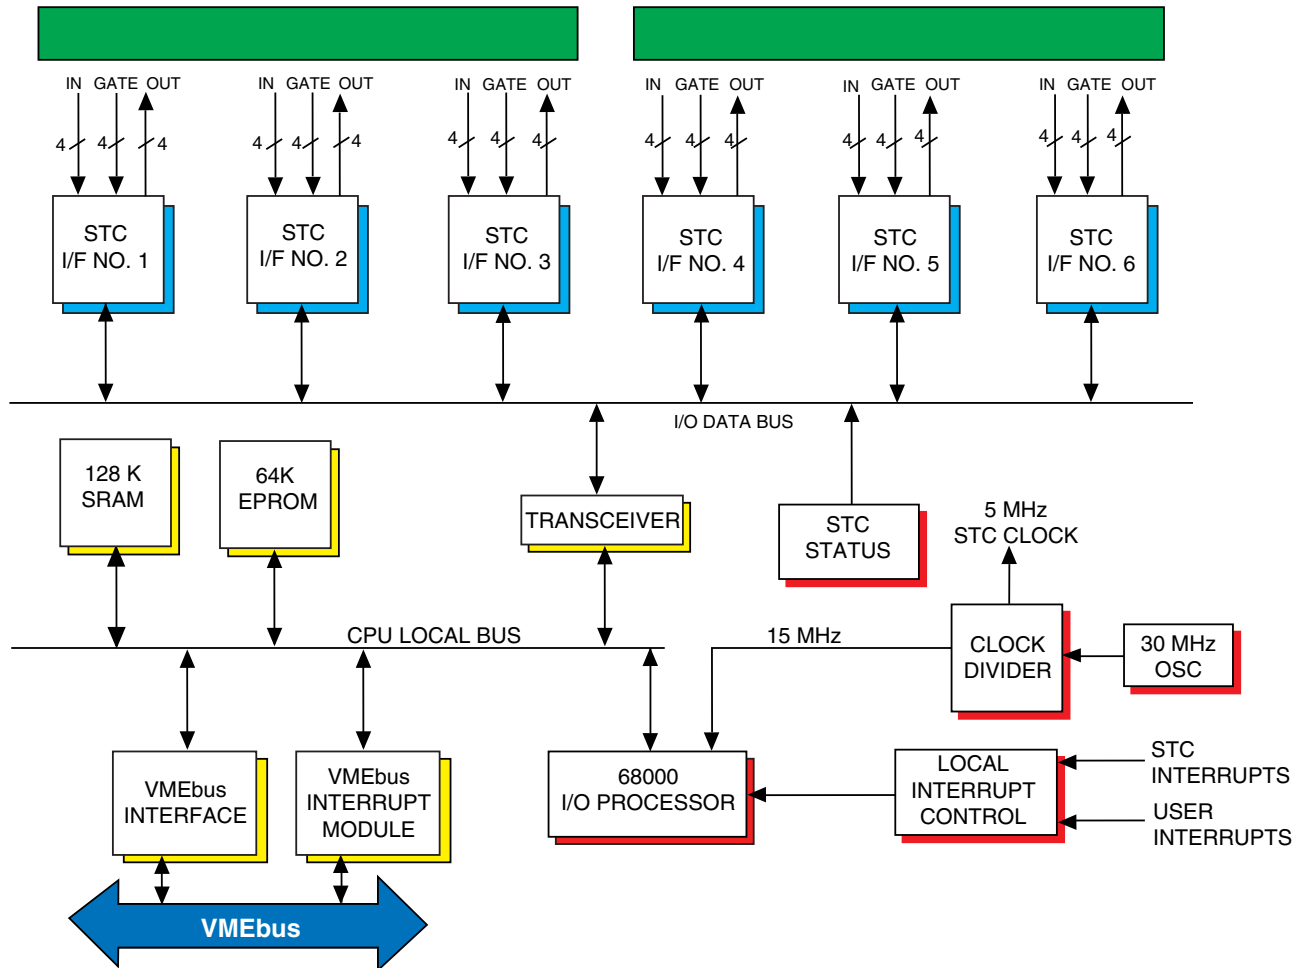 IN GATE OUT
IN GATE OUT
IN GATE OUT
IN GATE OUT
IN GATE OUT
IN GATE OUT
4 4 4
4 4 4
4 4 4
4 4 4
4 4 4
4 4 4
STC
I/F NO. 1
STC
I/F NO. 2
STC
I/F NO. 3
STC
I/F NO. 4
STC
I/F NO. 5
STC
I/F NO. 6
I/O DATA BUS
128 K
SRAM
64K
EPROM
TRANSCEIVER
STC
STATUS
5 MHz
STC CLOCK
CPU LOCAL BUS
15 MHz
CLOCK
DIVIDER
30 MHz
OSC
VMEbus
INTERFACE
VMEbus
INTERRUPT
MODULE
68000
I/O PROCESSOR
LOCAL
INTERRUPT
CONTROL
STC
INTERRUPTS
USER
INTERRUPTS
VMEbus